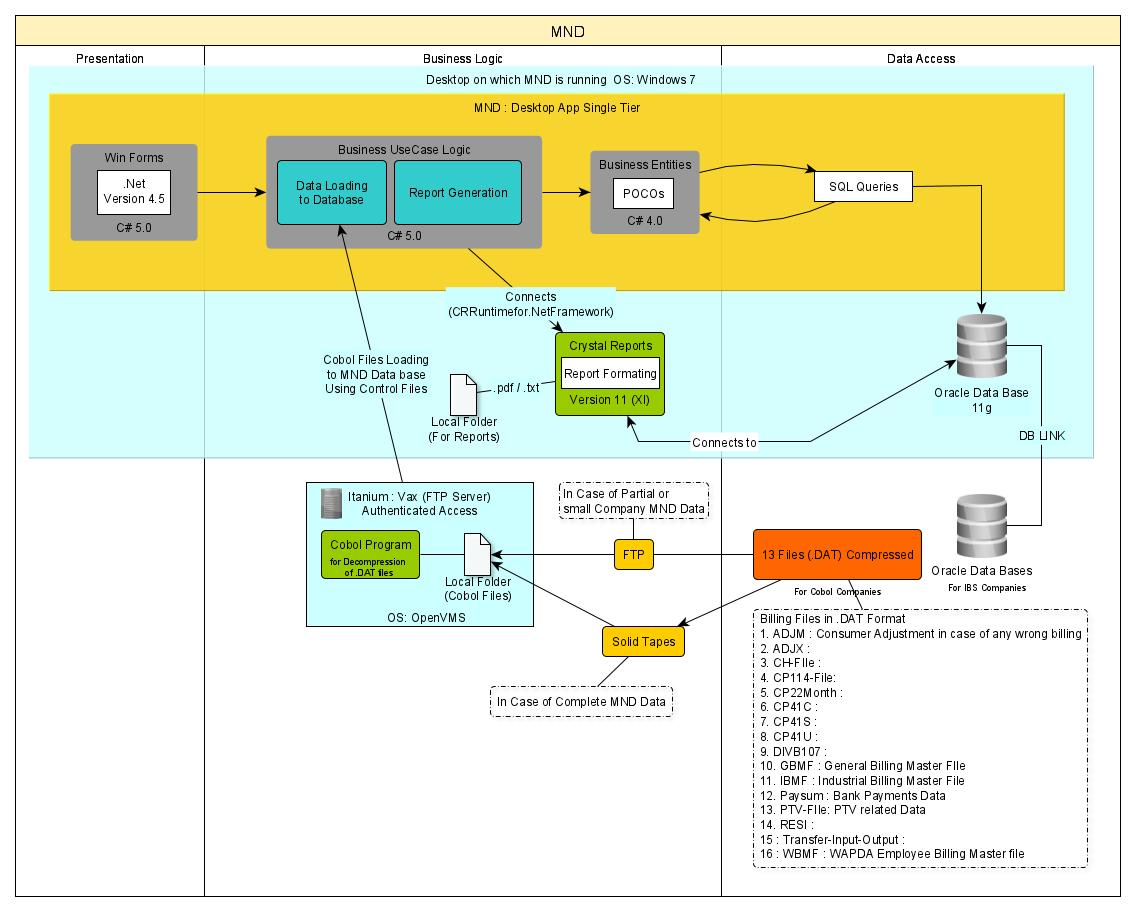 MND
Presentation
Business Logic
Data Access
Desktop on which MND is running  OS: Windows 7
MND : Desktop App Single Tier
Win Forms
.Net
Version 4.5
C# 5.0
Business UseCase Logic
Data Loading
to Database
Report Generation
C# 5.0
Business Entities
POCOs
C# 4.0
SQL Queries
Connects
(CRRuntimefor.NetFramework)
Cobol Files Loading
to MND Data base
Using Control Files
Crystal Reports
Report Formating
Version 11 (XI)
.pdf / .txt
Local Folder
(For Reports)
Connects to
Oracle Data Base
11g
DB LINK
Itanium : Vax (FTP Server)
Authenticated Access
Cobol Program
for Decompression
of .DAT files
Local Folder
(Cobol Files)
OS: OpenVMS
In Case of Partial or
small Company MND Data
FTP
13 Files (.DAT) Compressed
For Cobol Companies
Oracle Data Bases
For IBS Companies
Solid Tapes
In Case of Complete MND Data
Billing Files in .DAT Format
1. ADJM : Consumer Adjustment in case of any wrong billing
2. ADJX :
3. CH-FIle :
4. CP114-File:
5. CP22Month :
6. CP41C :
7. CP41S :
8. CP41U :
9. DIVB107 :
10. GBMF : General Billing Master FIle
11. IBMF : Industrial Billing Master File
12. Paysum : Bank Payments Data
13. PTV-FIle: PTV related Data
14. RESI :
15 : Transfer-Input-Output :
16 : WBMF : WAPDA Employee Billing Master file